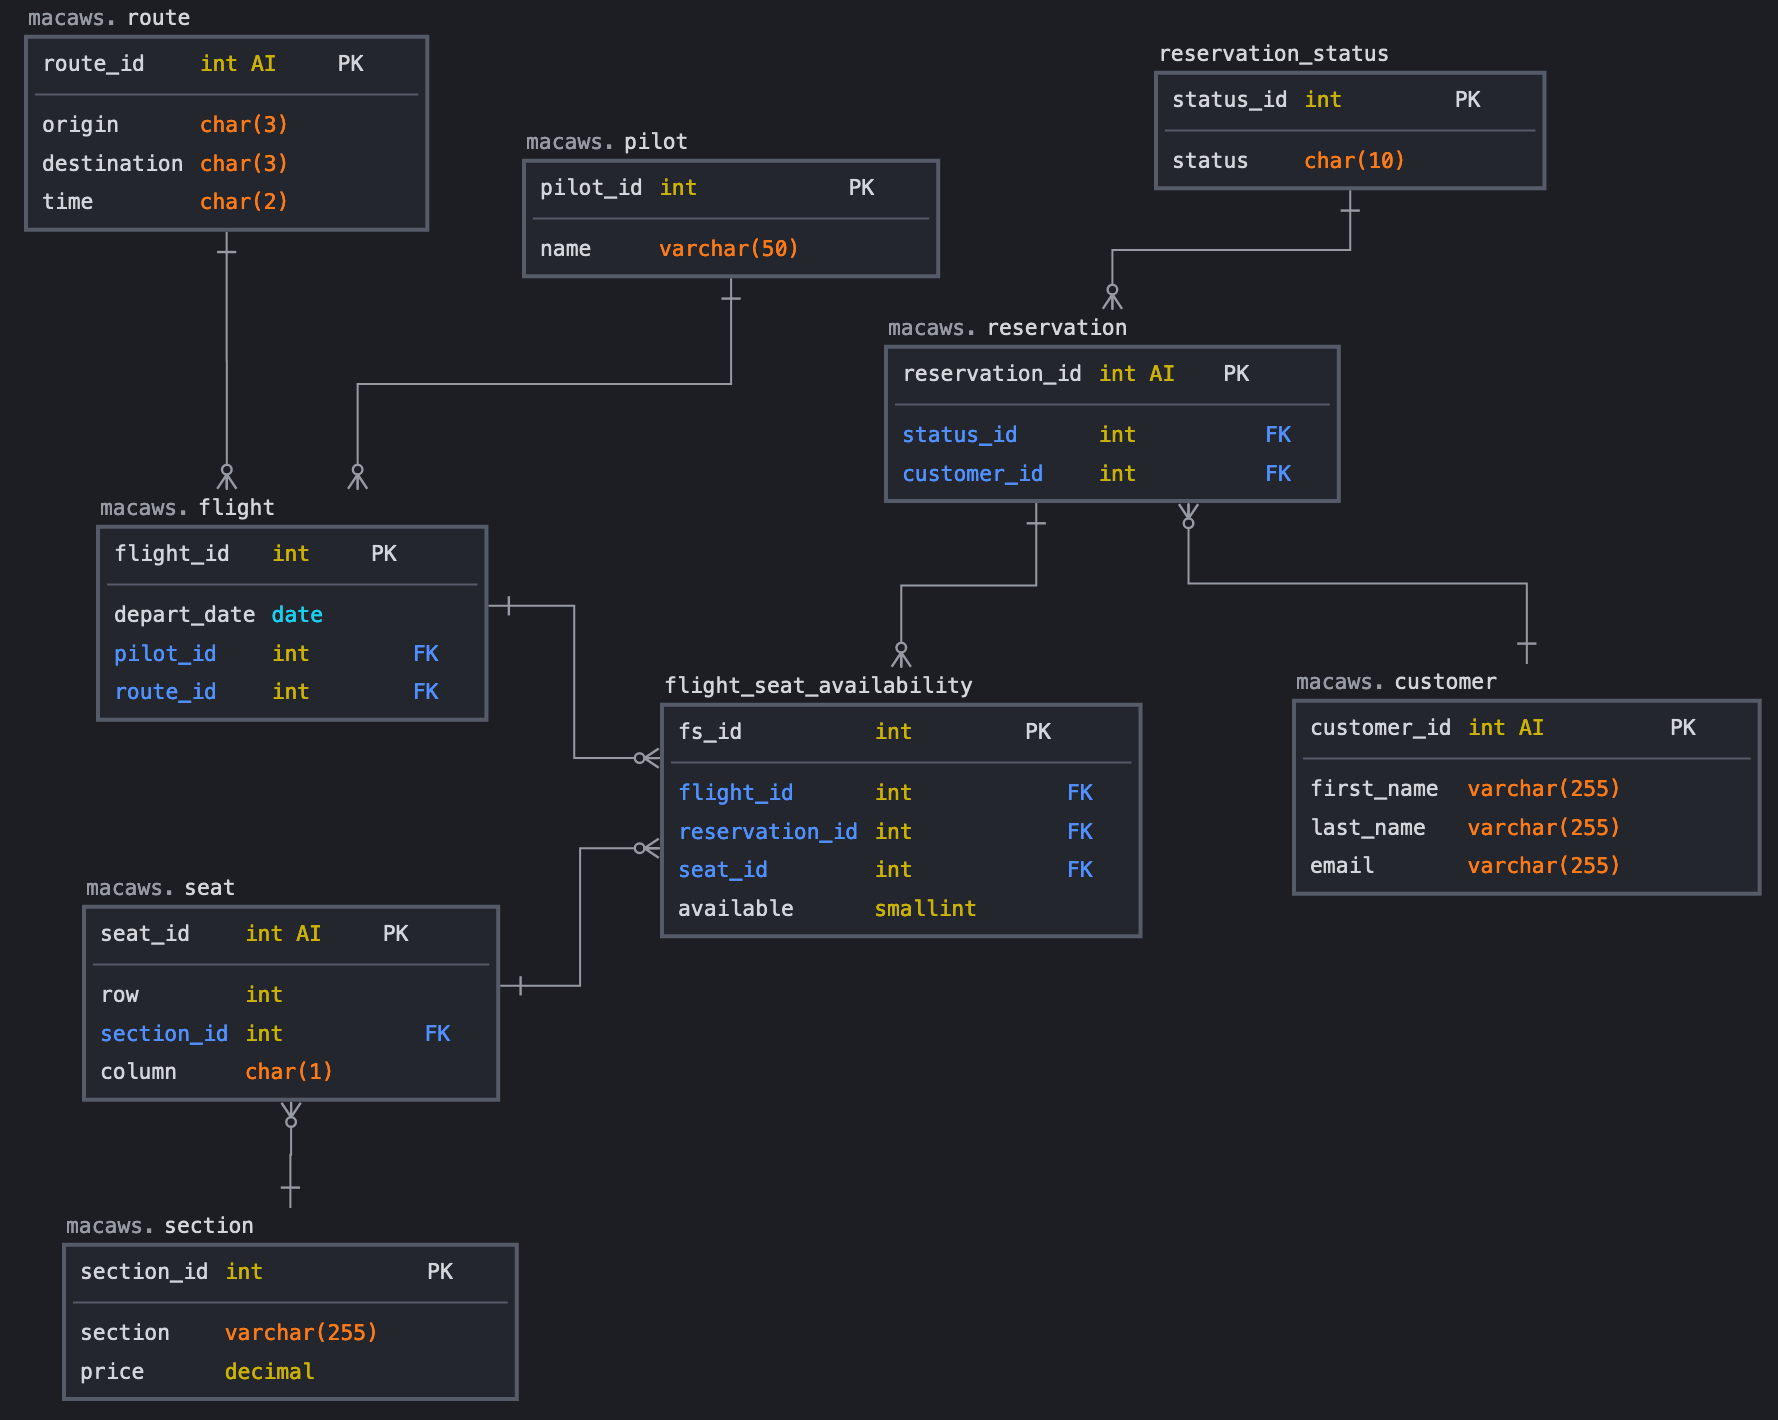 macaws. route
route_id int AI PK
origin char(3)
destination char(3)
time char(2)
macaws. pilot
pilot_id int PK
name varchar(50)
reservation_status
status_id int PK
status char(10)
macaws. reservation
reservation_id int AI PK
status_id int FK
customer_id int FK
macaws. flight
flight_id int PK
depart_date date
pilot_id int FK
route_id int FK
flight_seat_availability
fs_id int PK
flight_id int FK
reservation_id int FK
seat_id int FK
available smallint
macaws. customer
customer_id int AI PK
first_name varchar(255)
last_name varchar(255)
email varchar(255)
macaws. seat
seat_id int AI PK
row int
section_id int FK
column char(1)
macaws. section
section_id int PK
section varchar(255)
price decimal